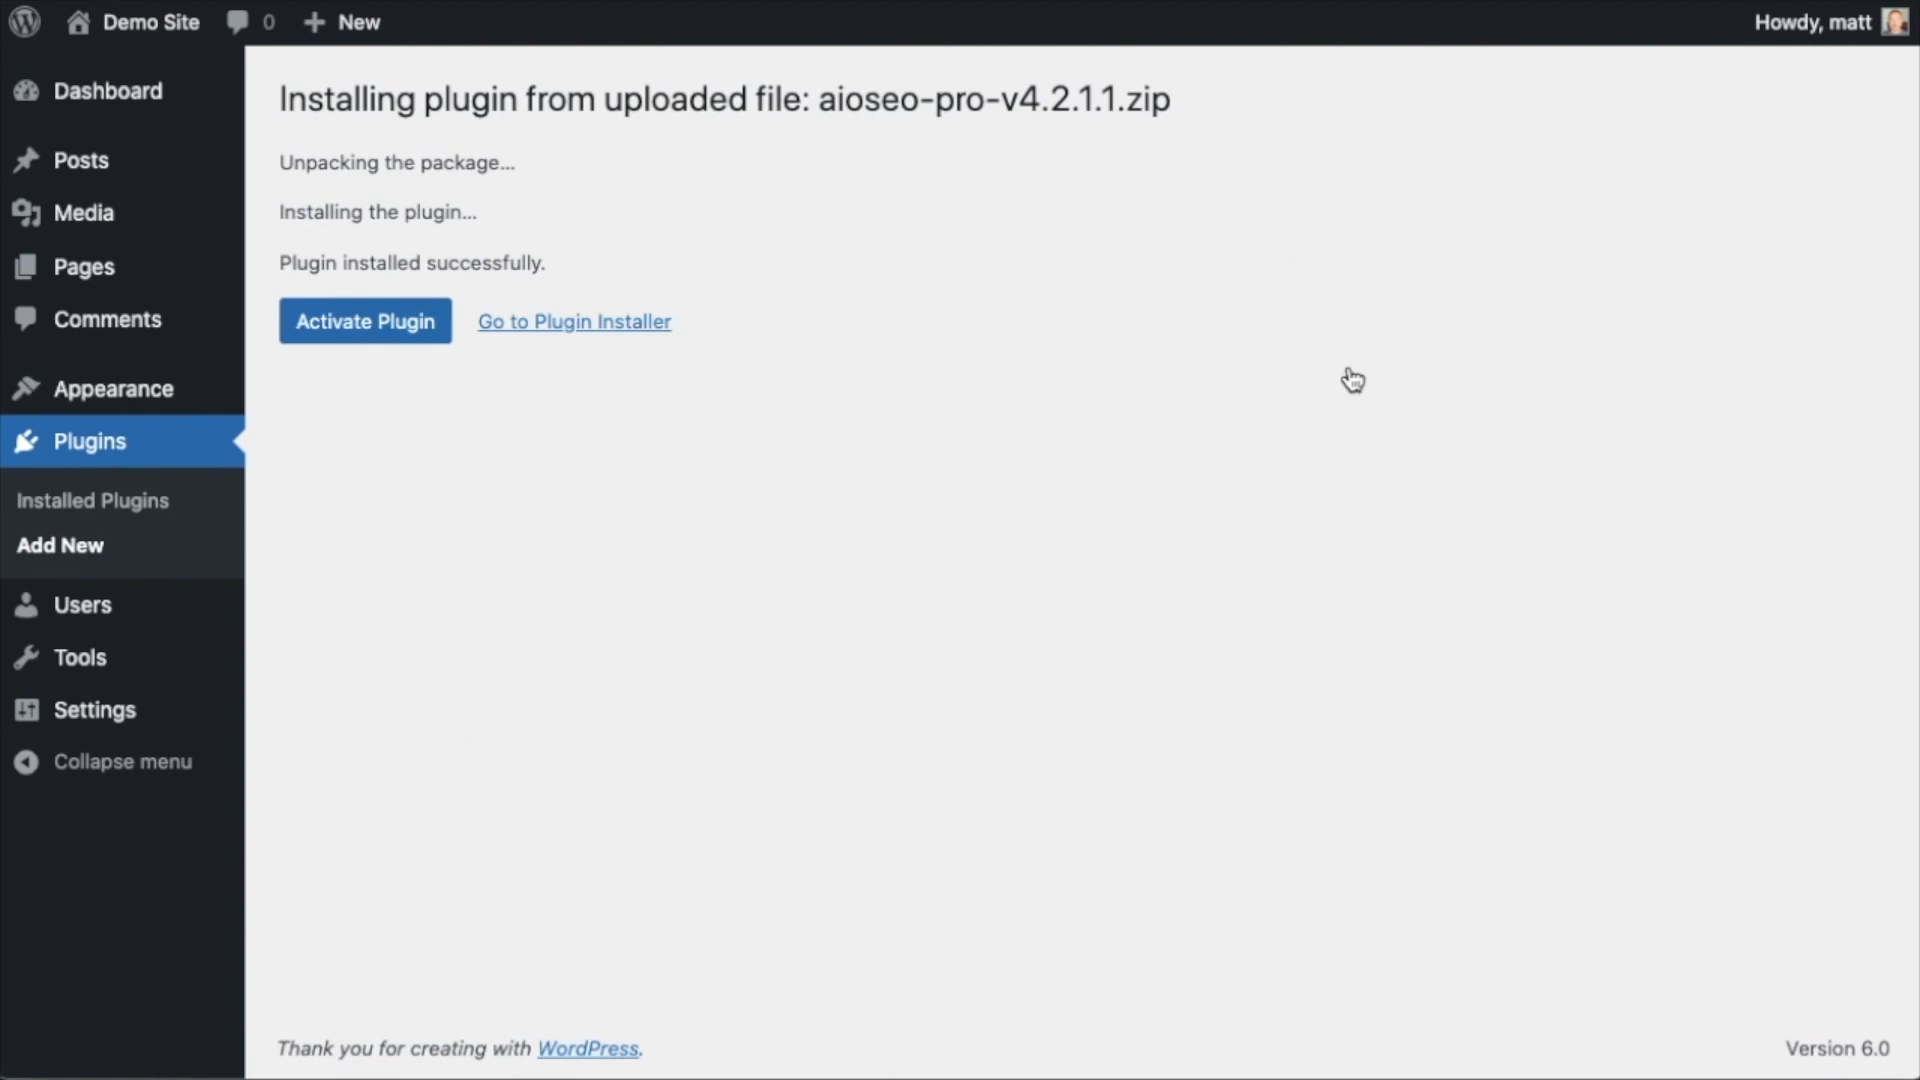 Demo Site 0 New Howdy, matt
Dashboard
Posts
Media
Pages
Comments
Appearance
Plugins
Installed Plugins
Add New
Users
Tools
Settings
Collapse menu
Installing plugin from uploaded file: aioseo-pro-v4.2.1.1.zip
Unpacking the package...
Installing the plugin...
Plugin installed successfully.
Activate Plugin Go to Plugin Installer
Thank you for creating with WordPress. Version 6.0